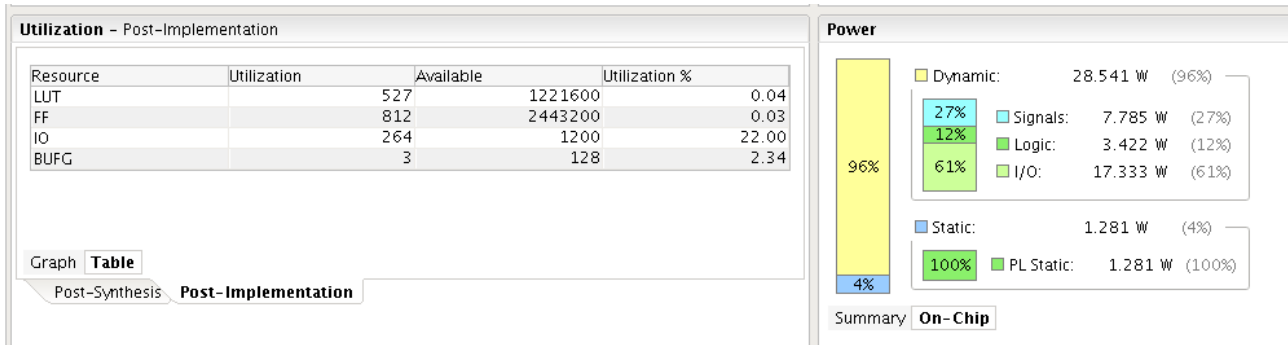 Utilization - Post-Implementation
Resource Utilization Available Utilization %
LUT 527 1221600 0.04
FF 812 2443200 0.03
IO 264 1200 22.00
BUFG 3 128 2.34
Graph Table
Post-Synthesis Post-Implementation
Power
96%
4%
Dynamic: 28.541 W (96%)
27% Signals: 7.785 W (27%)
12% Logic: 3.422 W (12%)
61% I/O: 17.333 W (61%)
Static: 1.281 W (4%)
100% PL Static: 1.281 W (100%)
Summary On-Chip